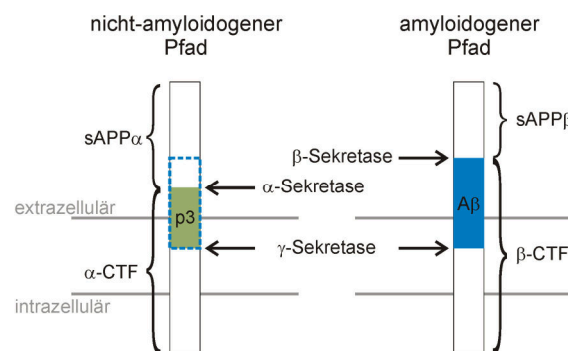 nicht-amyloidogener
Pfad
amyloidogener
Pfad
sAPPα
sAPPβ
β-Sekretase
α-Sekretase
extrazellulär
p3
Aβ
γ-Sekretase
α-CTF
β-CTF
intrazellulär